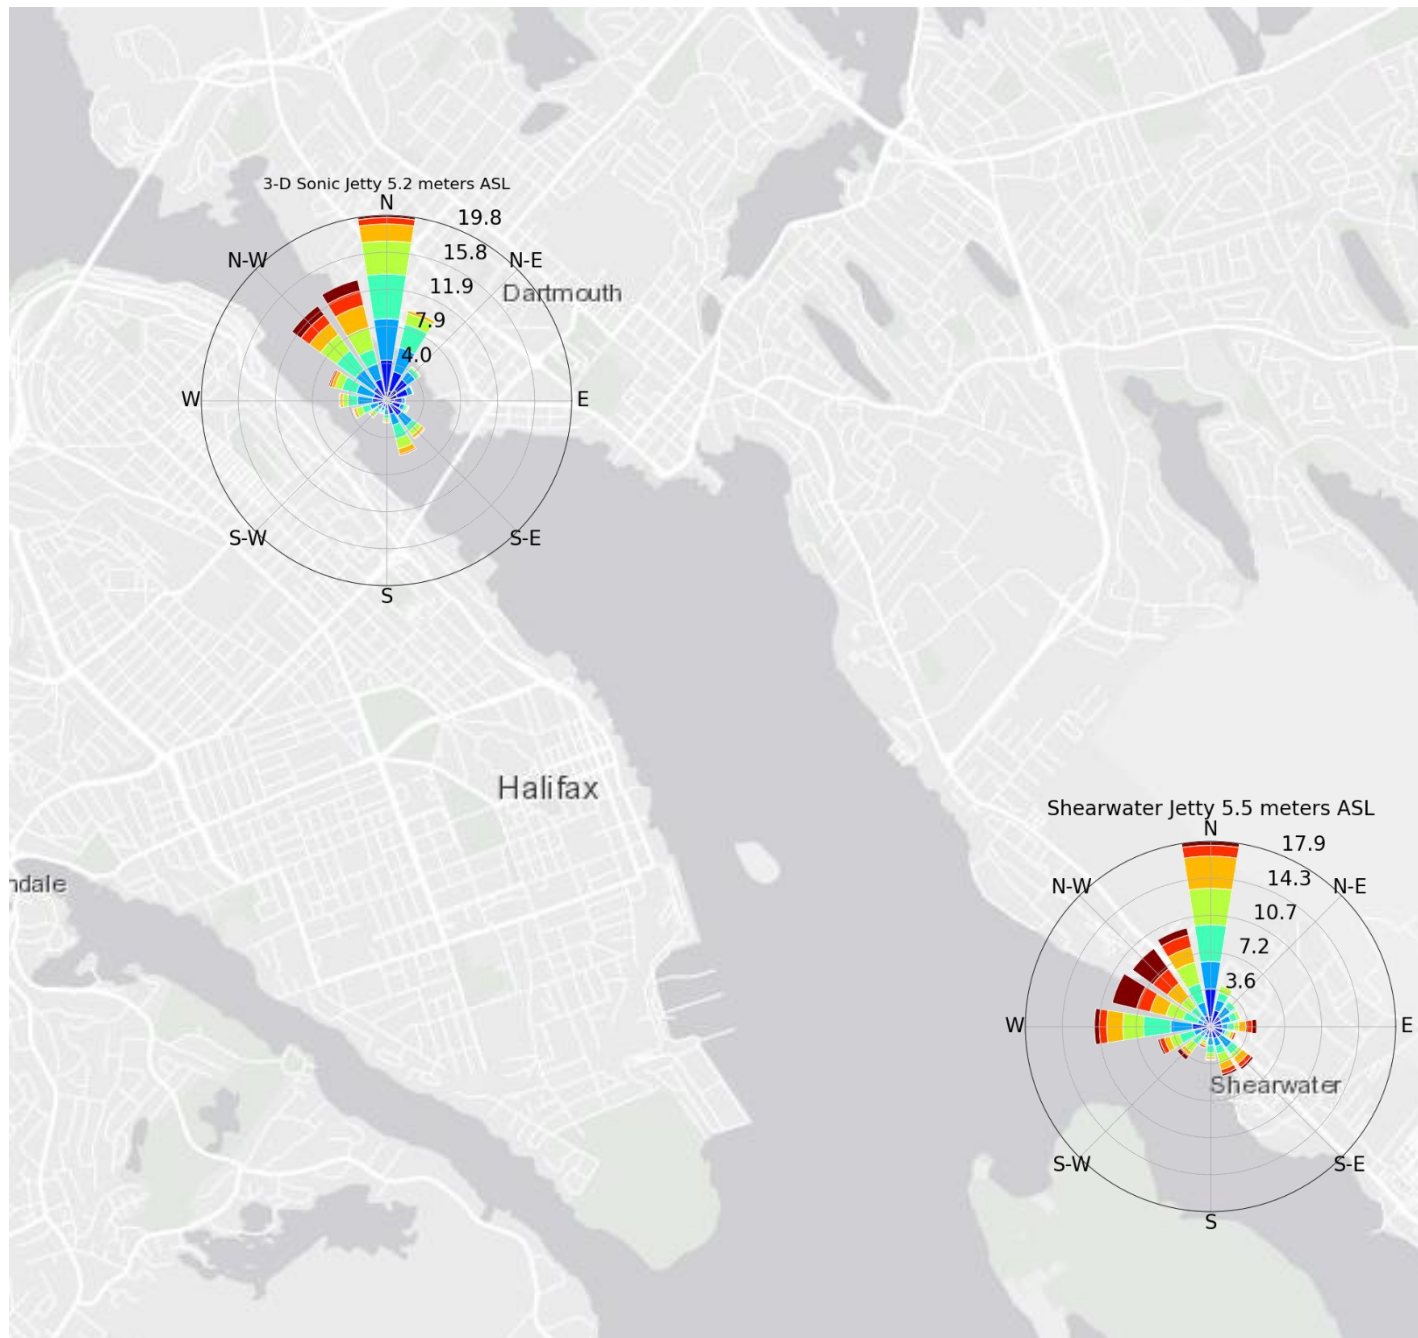 3-D Sonic Jetty 5.2 meters ASL
N
19.8
15.8
N-W
N-E
11.9
Dartmouth
7.9
4.0
W
E
S-W
S-E
S
Halifax
Shearwater Jetty 5.5 meters ASL
N
17.9
14.3
N-W
N-E
ndale
10.7
7.2
3.6
W
E
Shearwater
S-W
S-E
S